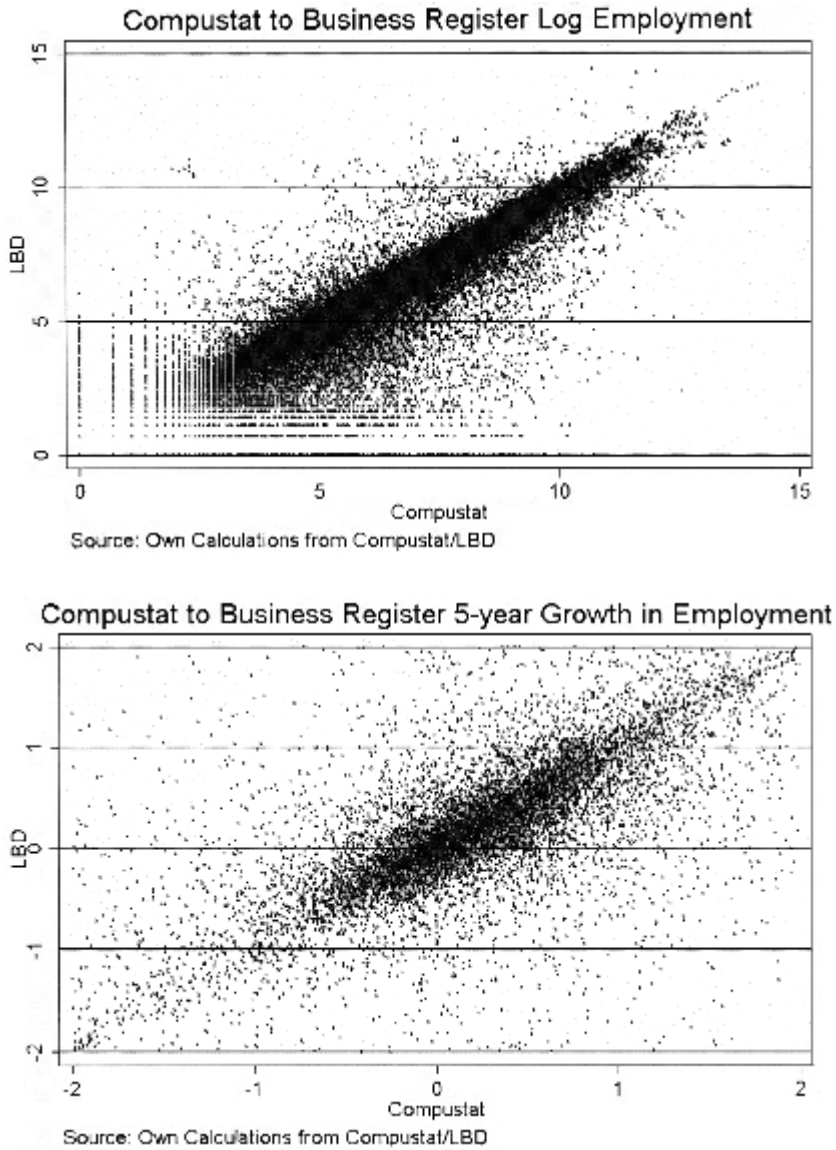 Compustat to Business Register Log Employment
15
10
5
0
LBD
0 5 10 15
Compustat
Source: Own Calculations from Compustat/LBD
Compustat to Business Register 5-year Growth in Employment
2
1
0
-1
-2
LBD
-2 -1 0 1 2
Compustat
Source: Own Calculations from Compustat/LBD